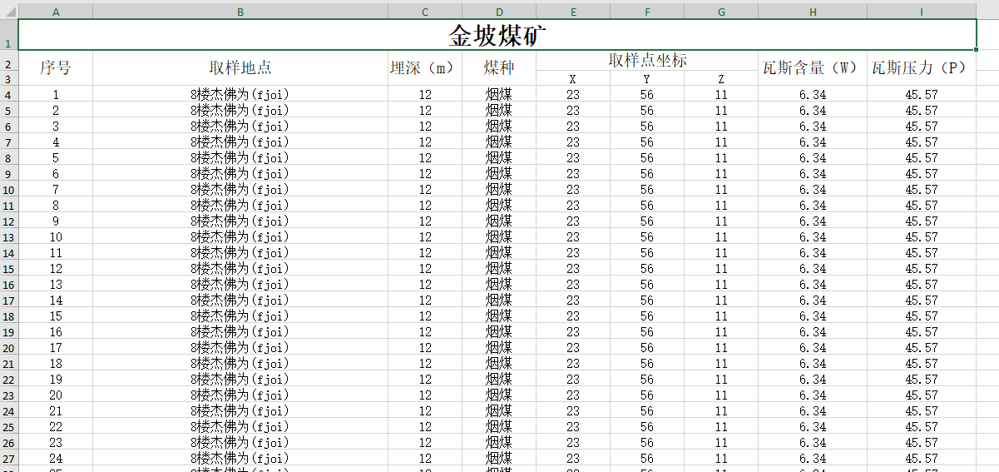 A B C D E F G H I
1 金坡煤矿
2 序号 取样地点 埋深（m） 煤种 取样点坐标 瓦斯含量（W） 瓦斯压力（P）
3 X Y Z
4 1 8楼杰佛为(fjoi) 12 烟煤 23 56 11 6.34 45.57
5 2 8楼杰佛为(fjoi) 12 烟煤 23 56 11 6.34 45.57
6 3 8楼杰佛为(fjoi) 12 烟煤 23 56 11 6.34 45.57
7 4 8楼杰佛为(fjoi) 12 烟煤 23 56 11 6.34 45.57
8 5 8楼杰佛为(fjoi) 12 烟煤 23 56 11 6.34 45.57
9 6 8楼杰佛为(fjoi) 12 烟煤 23 56 11 6.34 45.57
10 7 8楼杰佛为(fjoi) 12 烟煤 23 56 11 6.34 45.57
11 8 8楼杰佛为(fjoi) 12 烟煤 23 56 11 6.34 45.57
12 9 8楼杰佛为(fjoi) 12 烟煤 23 56 11 6.34 45.57
13 10 8楼杰佛为(fjoi) 12 烟煤 23 56 11 6.34 45.57
14 11 8楼杰佛为(fjoi) 12 烟煤 23 56 11 6.34 45.57
15 12 8楼杰佛为(fjoi) 12 烟煤 23 56 11 6.34 45.57
16 13 8楼杰佛为(fjoi) 12 烟煤 23 56 11 6.34 45.57
17 14 8楼杰佛为(fjoi) 12 烟煤 23 56 11 6.34 45.57
18 15 8楼杰佛为(fjoi) 12 烟煤 23 56 11 6.34 45.57
19 16 8楼杰佛为(fjoi) 12 烟煤 23 56 11 6.34 45.57
20 17 8楼杰佛为(fjoi) 12 烟煤 23 56 11 6.34 45.57
21 18 8楼杰佛为(fjoi) 12 烟煤 23 56 11 6.34 45.57
22 19 8楼杰佛为(fjoi) 12 烟煤 23 56 11 6.34 45.57
23 20 8楼杰佛为(fjoi) 12 烟煤 23 56 11 6.34 45.57
24 21 8楼杰佛为(fjoi) 12 烟煤 23 56 11 6.34 45.57
25 22 8楼杰佛为(fjoi) 12 烟煤 23 56 11 6.34 45.57
26 23 8楼杰佛为(fjoi) 12 烟煤 23 56 11 6.34 45.57
27 24 8楼杰佛为(fjoi) 12 烟煤 23 56 11 6.34 45.57